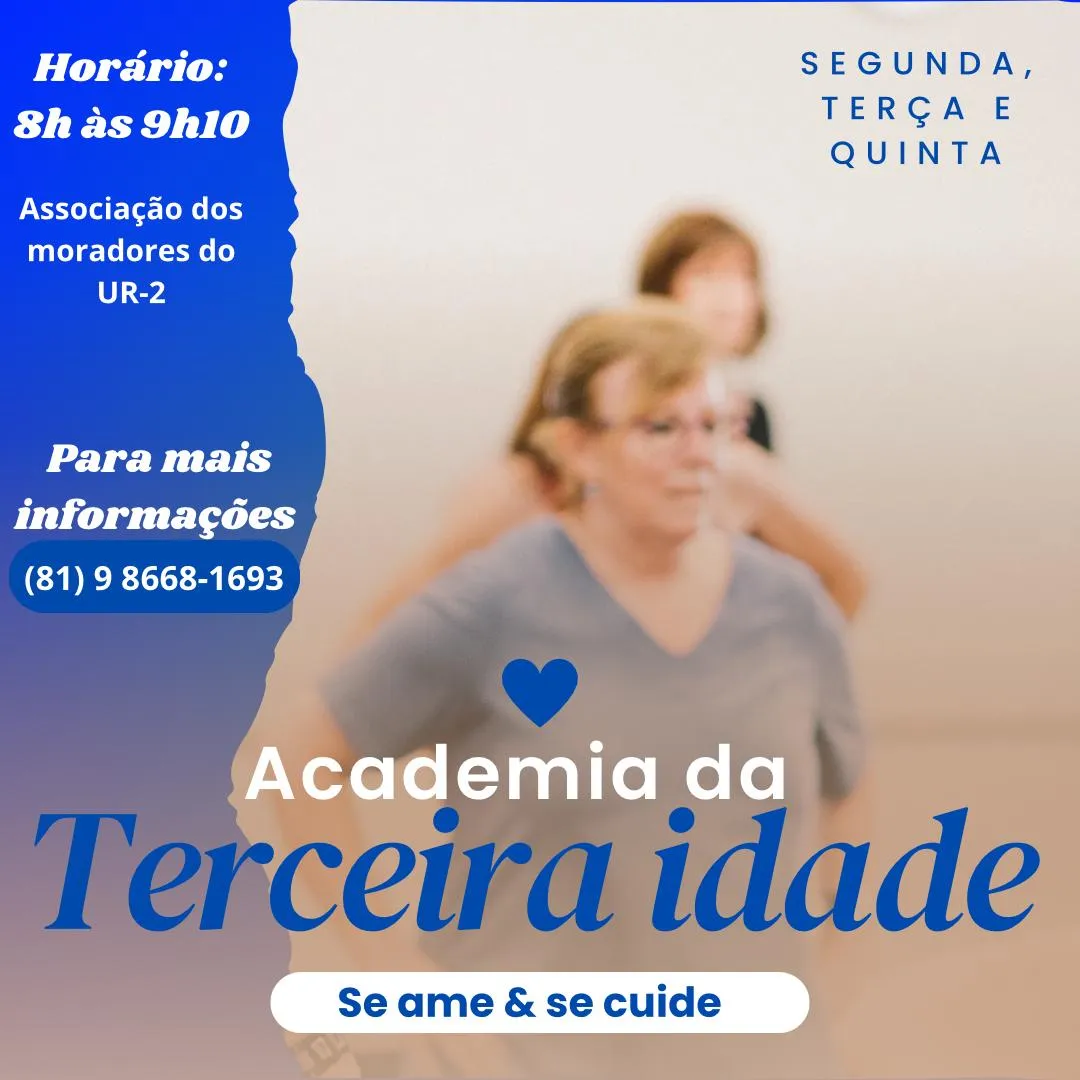 Horário:
8h às 9h10
Associação dos
moradores do
UR-2
Para mais
informações
(81) 9 8668-1693
SEGUNDA,
TERÇA E
QUINTA
Academia da
Terceira idade
Se ame & se cuide